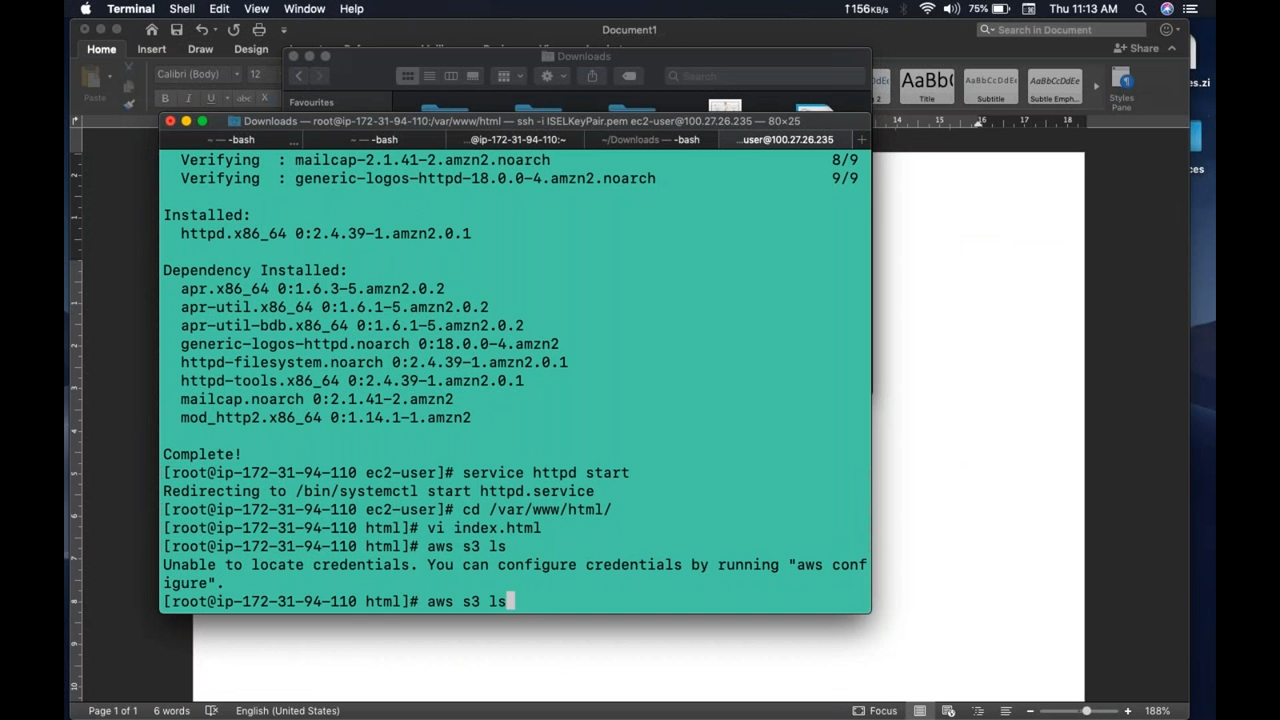 Terminal Shell Edit View Window Help
↑156KB/s 75% Thu 11:13 AM
Document1
Search in Document
Home Insert Draw Design
Share
Calibri (Body) 12
B I U abc X
Downloads
Search
Favourites
AaBbC AaBbCcDdEe AaBbCcDdEe
2 Title Subtitle Subtle Emph...
Styles
Pane
Paste
.zi
ces
14 15 16 17 18
Downloads — root@ip-172-31-94-110:/var/www/html — ssh -i ISELKeyPair.pem ec2-user@100.27.26.235 — 80×25
~ — -bash ... ~ — -bash ...@ip-172-31-94-110:~ ~/Downloads — -bash ...user@100.27.26.235 +
Verifying : mailcap-2.1.41-2.amzn2.noarch 8/9
Verifying : generic-logos-httpd-18.0.0-4.amzn2.noarch 9/9
Installed:
httpd.x86_64 0:2.4.39-1.amzn2.0.1
Dependency Installed:
apr.x86_64 0:1.6.3-5.amzn2.0.2
apr-util.x86_64 0:1.6.1-5.amzn2.0.2
apr-util-bdb.x86_64 0:1.6.1-5.amzn2.0.2
generic-logos-httpd.noarch 0:18.0.0-4.amzn2
httpd-filesystem.noarch 0:2.4.39-1.amzn2.0.1
httpd-tools.x86_64 0:2.4.39-1.amzn2.0.1
mailcap.noarch 0:2.1.41-2.amzn2
mod_http2.x86_64 0:1.14.1-1.amzn2
Complete!
[root@ip-172-31-94-110 ec2-user]# service httpd start
Redirecting to /bin/systemctl start httpd.service
[root@ip-172-31-94-110 ec2-user]# cd /var/www/html/
[root@ip-172-31-94-110 html]# vi index.html
[root@ip-172-31-94-110 html]# aws s3 ls
Unable to locate credentials. You can configure credentials by running "aws conf
igure".
[root@ip-172-31-94-110 html]# aws s3 ls
Page 1 of 1 6 words English (United States) Focus 188%